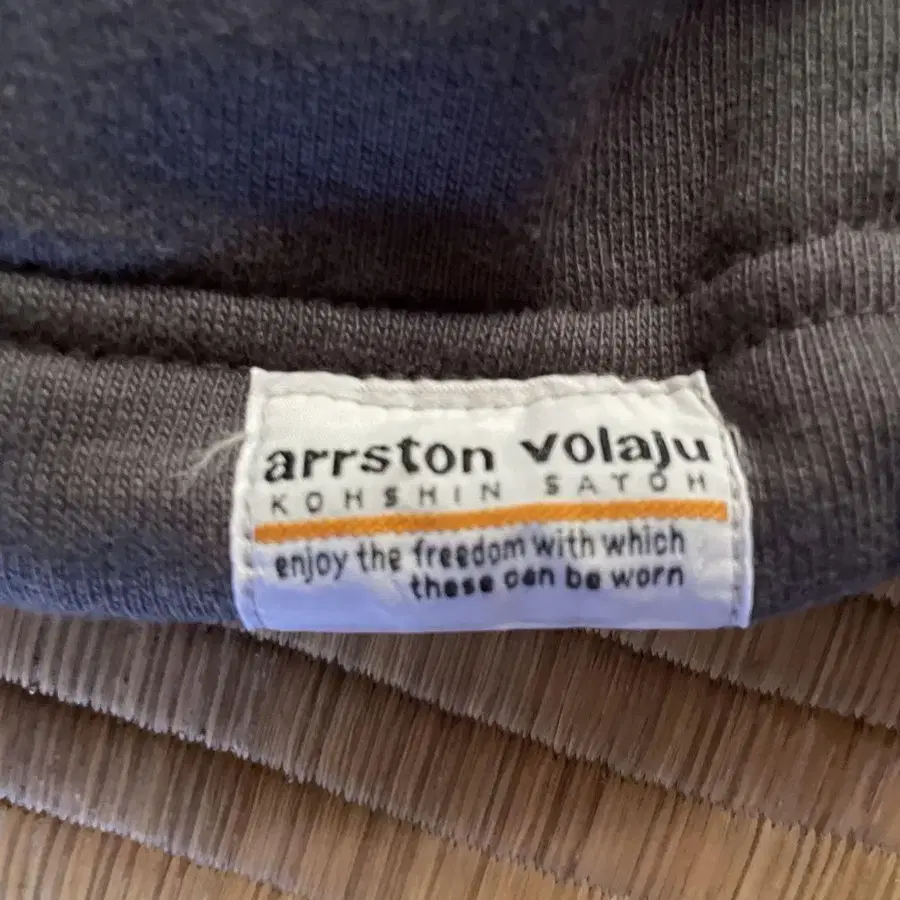 arrston volaju
KOHSHIN SATOH
enjoy the freedom with which
these can be worn